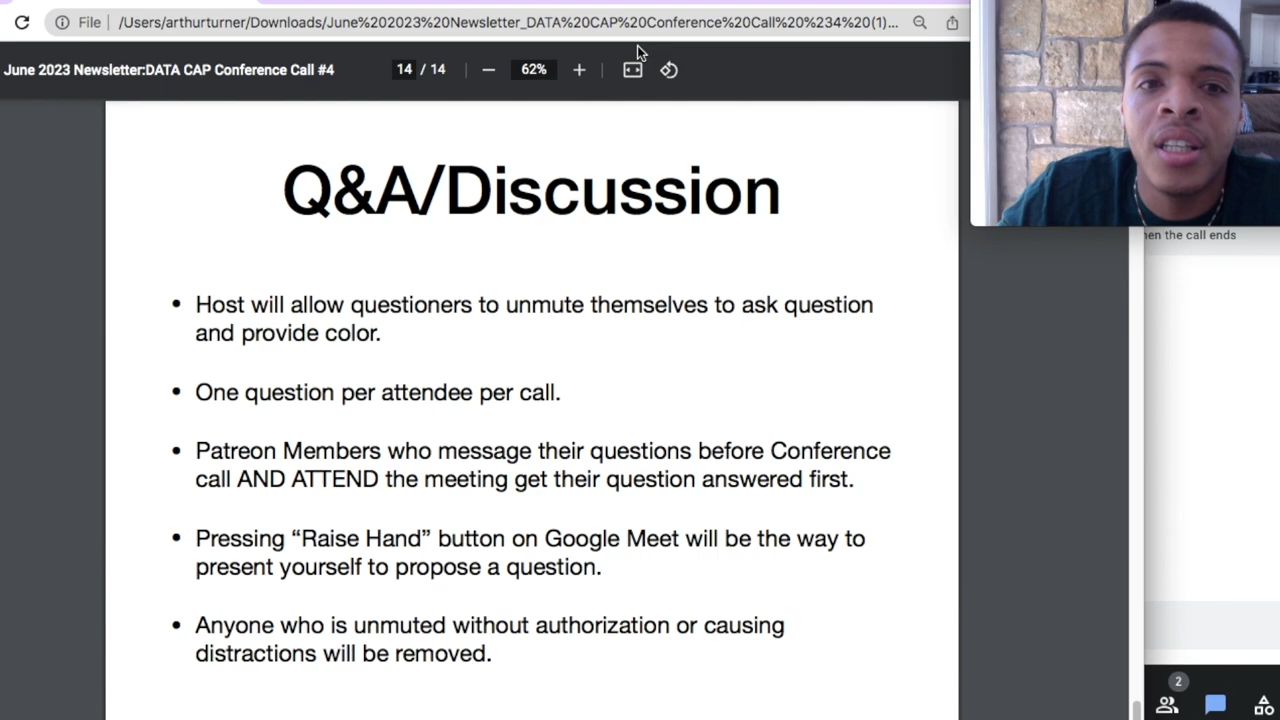 File
/Users/arthurturner/Downloads/June%202023%20Newsletter_DATA%20CAP%20Conference%20Call%20%234%20(1)...
June 2023 Newsletter:DATA CAP Conference Call #4
14 / 14
62%
Q&A/Discussion
• Host will allow questioners to unmute themselves to ask question
and provide color.
• One question per attendee per call.
• Patreon Members who message their questions before Conference
call AND ATTEND the meeting get their question answered first.
• Pressing “Raise Hand” button on Google Meet will be the way to
present yourself to propose a question.
• Anyone who is unmuted without authorization or causing
distractions will be removed.
the call ends
2